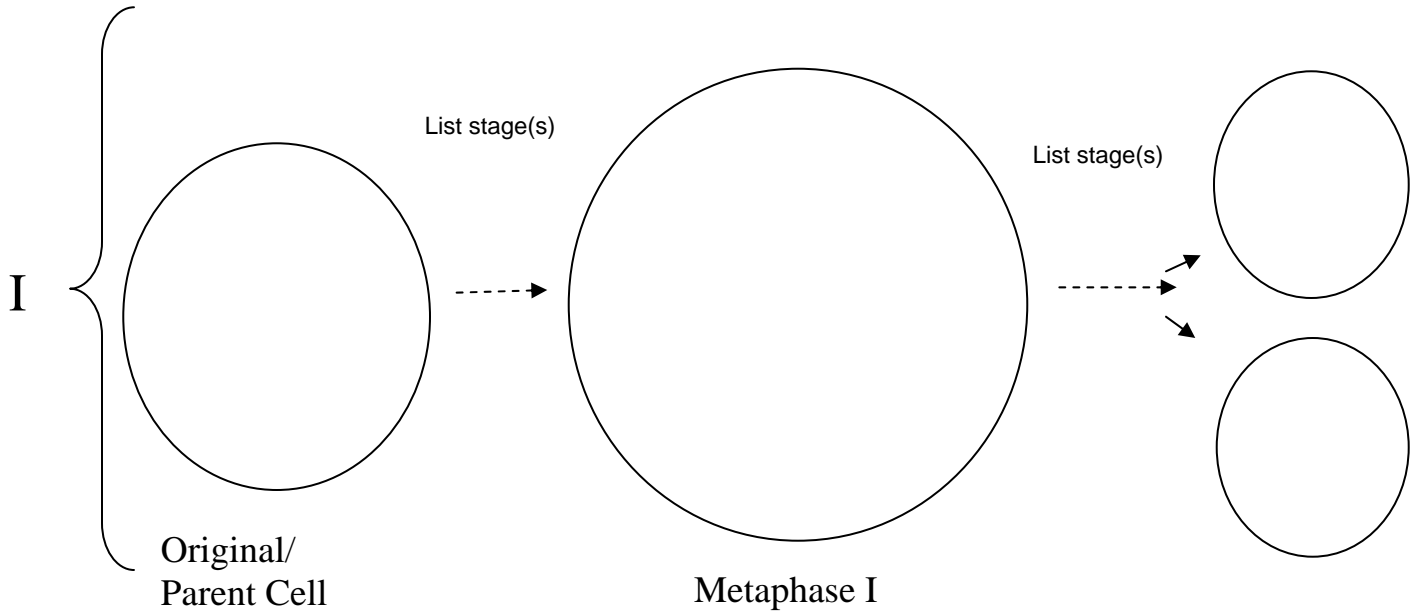 I
List stage(s)
List stage(s)
Original/
Parent Cell
Metaphase I